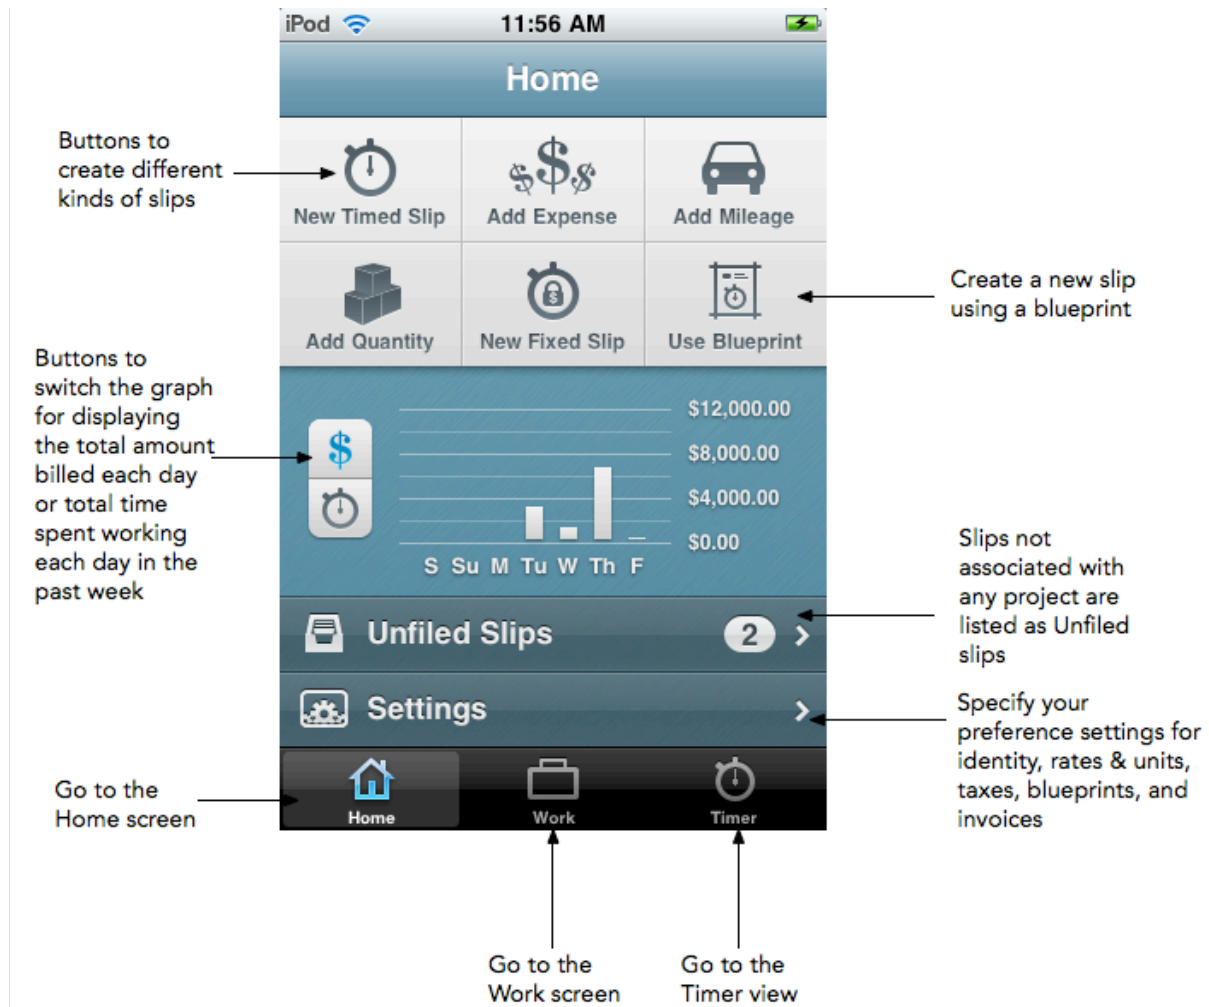 iPod 11:56 AM
Home
Buttons to
create different
kinds of slips
New Timed Slip Add Expense Add Mileage
Add Quantity New Fixed Slip Use Blueprint
Create a new slip
using a blueprint
Buttons to
switch the graph
for displaying
the total amount
billed each day
or total time
spent working
each day in the
past week
$
$12,000.00
$8,000.00
$4,000.00
$0.00
S Su M Tu W Th F
Unfiled Slips 2
Slips not
associated with
any project are
listed as Unfiled
slips
Settings
Specify your
preference settings for
identity, rates & units,
taxes, blueprints, and
invoices
Go to the
Home screen
Home Work Timer
Go to the
Work screen
Go to the
Timer view